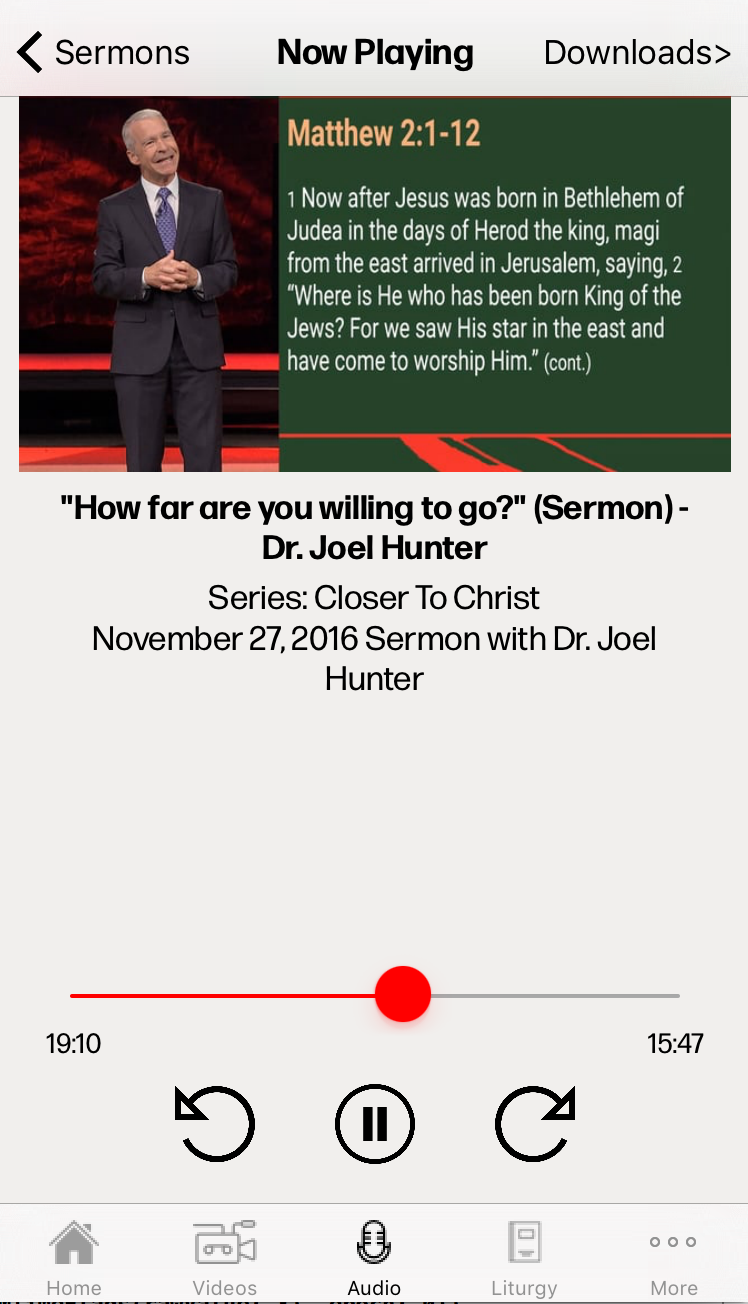 Sermons Now Playing Downloads>
Matthew 2:1-12
1 Now after Jesus was born in Bethlehem of
Judea in the days of Herod the king, magi
from the east arrived in Jerusalem, saying, 2
“Where is He who has been born King of the
Jews? For we saw His star in the east and
have come to worship Him.” (cont.)
"How far are you willing to go?" (Sermon) -
Dr. Joel Hunter
Series: Closer To Christ
November 27, 2016 Sermon with Dr. Joel
Hunter
19:10 15:47
Home Videos Audio Liturgy More